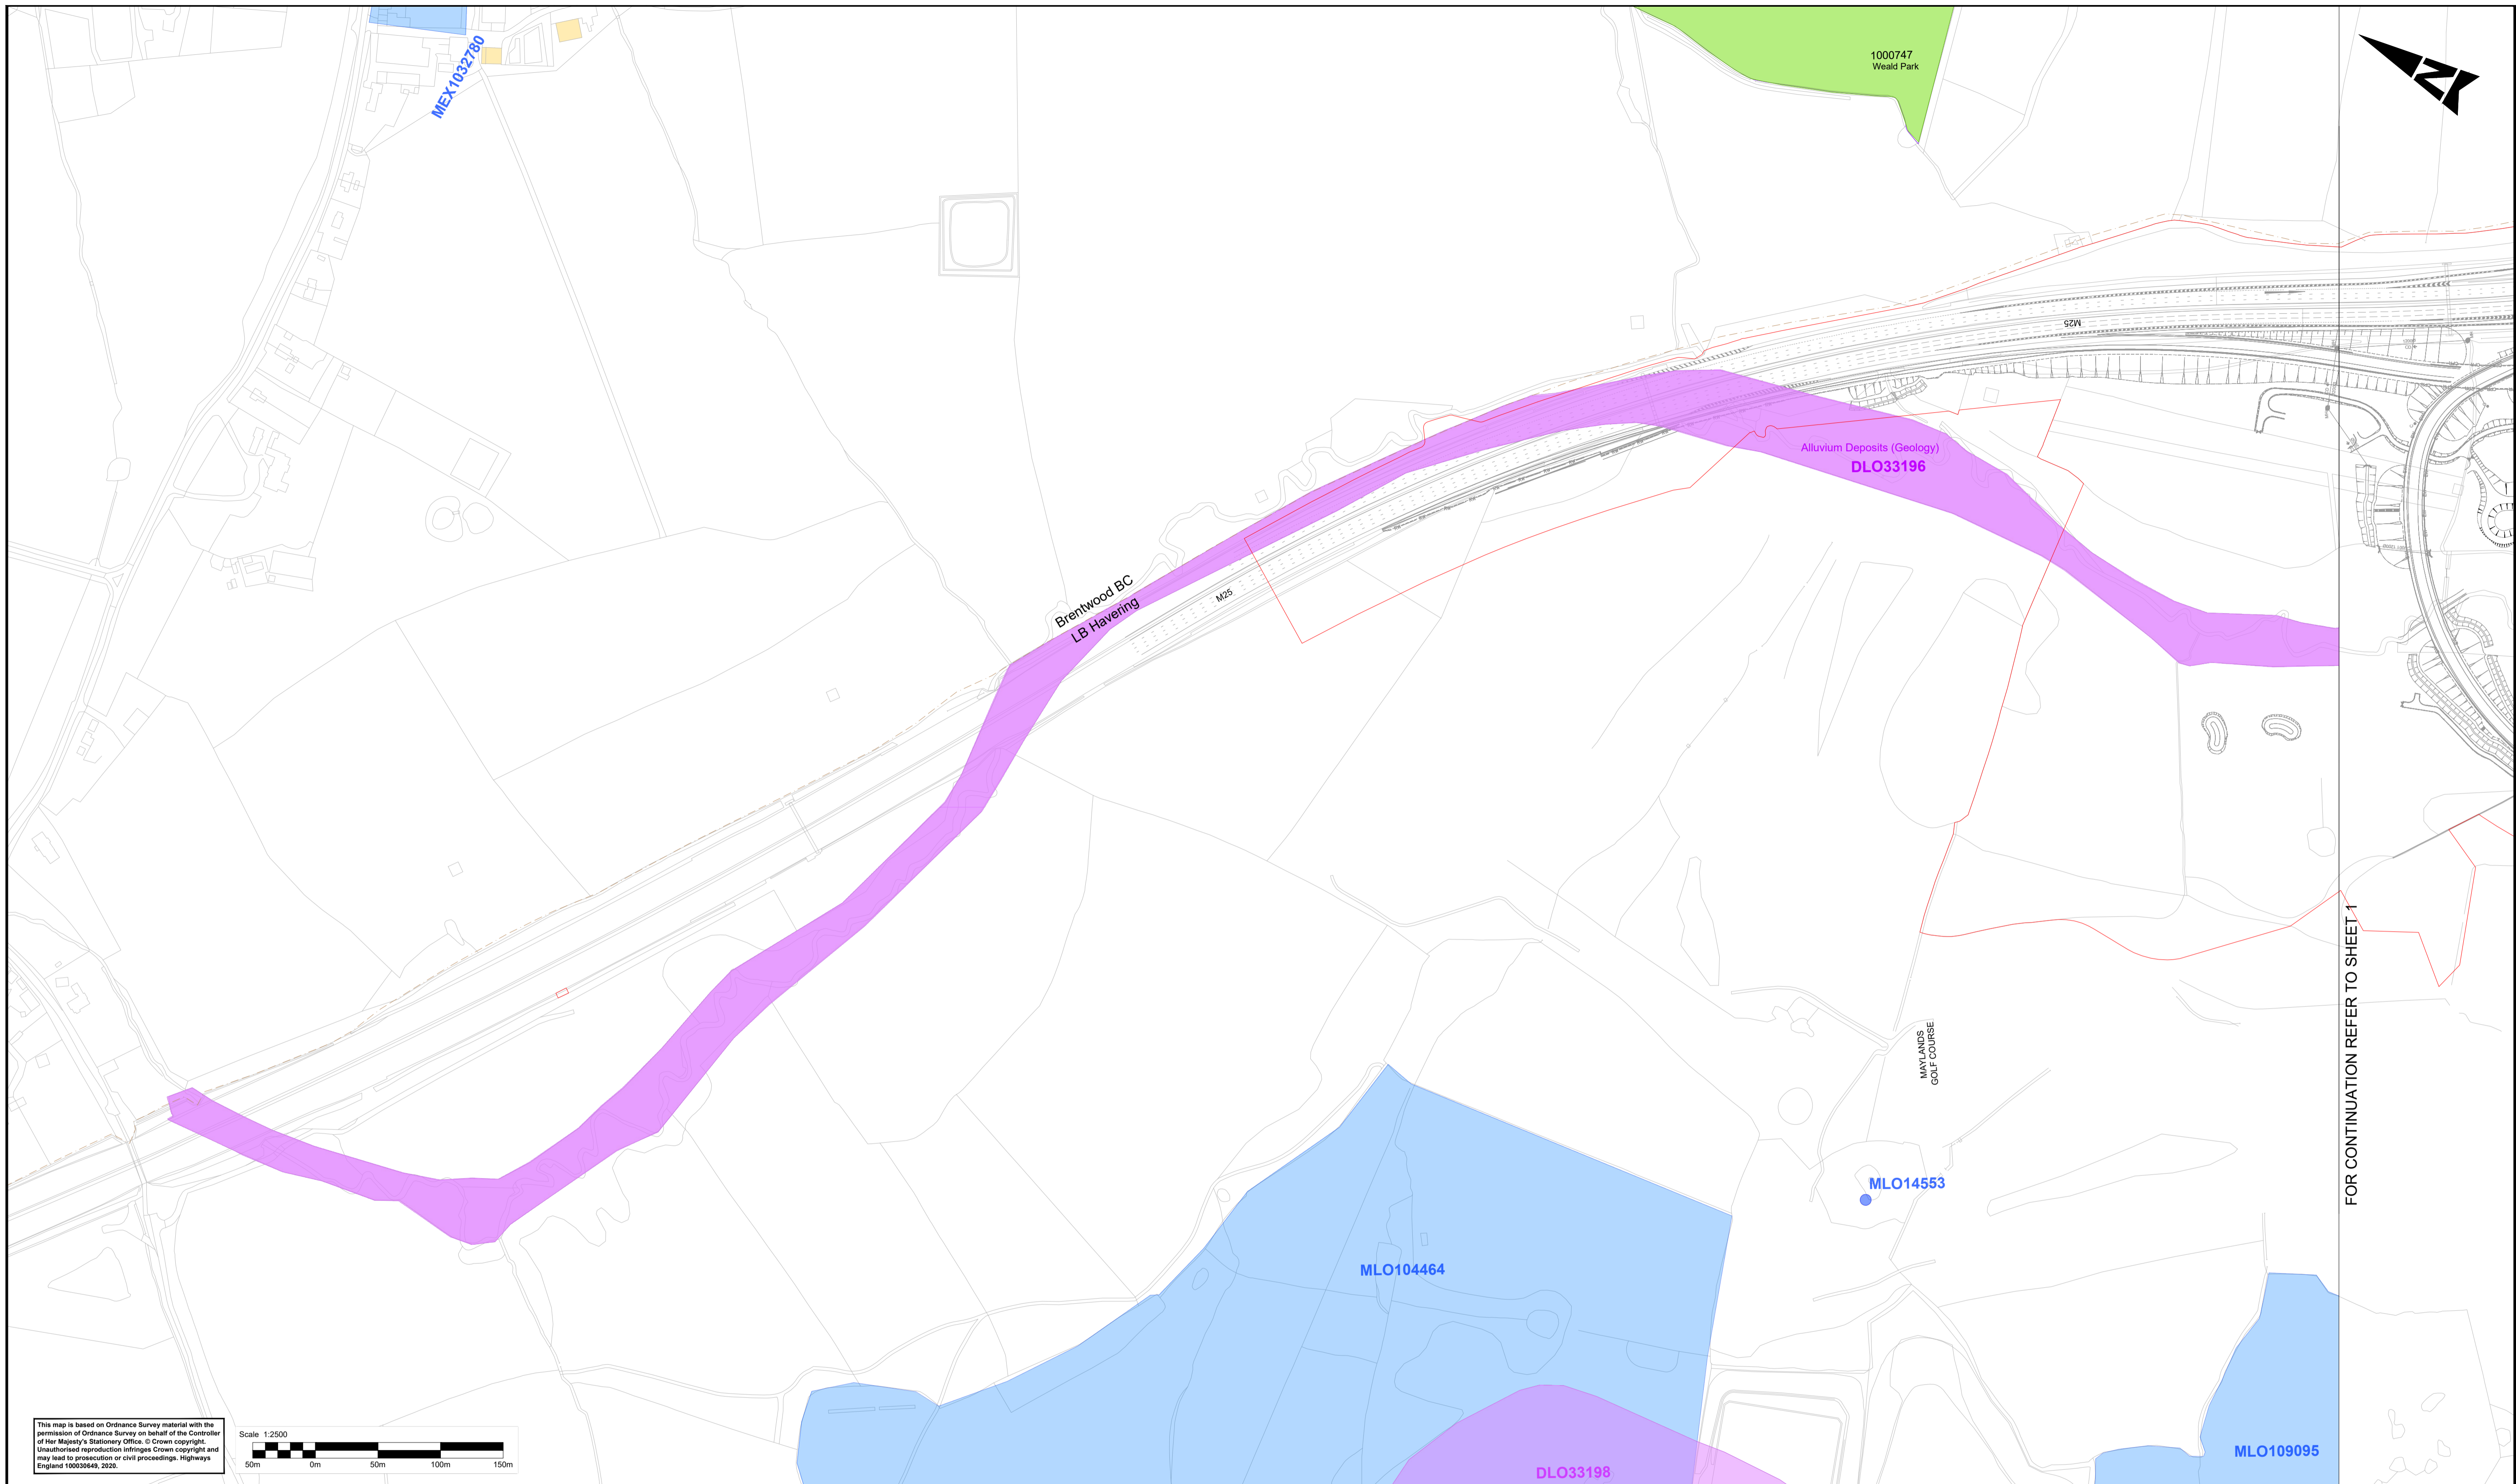 MEX1032780
1000747
Weald Park
N
M25
Alluvium Deposits (Geology)
DLO33196
Brentwood BC
LB Havering
M25
FOR CONTINUATION REFER TO SHEET 1
MAYLANDS
GOLF COURSE
MLO14553
MLO104464
MLO109095
DLO33198
This map is based on Ordnance Survey material with the
permission of Ordnance Survey on behalf of the Controller
of Her Majesty's Stationery Office. © Crown copyright.
Unauthorised reproduction infringes Crown copyright and
may lead to prosecution or civil proceedings. Highways
England 100030649, 2020.
Scale 1:2500
50m 0m 50m 100m 150m